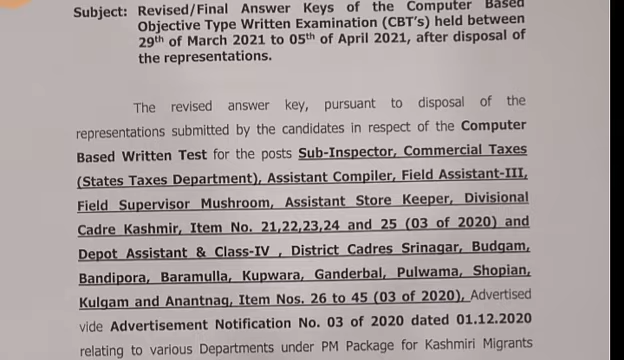 Subject: Revised/Final Answer Keys of the Computer Based
Objective Type Written Examination (CBT's) held between
29th of March 2021 to 05th of April 2021, after disposal of
the representations.
The revised answer key, pursuant to disposal of the
representations submitted by the candidates in respect of the Computer
Based Written Test for the posts Sub-Inspector, Commercial Taxes
(States Taxes Department), Assistant Compiler, Field Assistant-III,
Field Supervisor Mushroom, Assistant Store Keeper, Divisional
Cadre Kashmir, Item No. 21,22,23,24 and 25 (03 of 2020) and
Depot Assistant & Class-IV , District Cadres Srinagar, Budgam,
Bandipora, Baramulla, Kupwara, Ganderbal, Pulwama, Shopian,
Kulgam and Anantnag, Item Nos. 26 to 45 (03 of 2020), Advertised
vide Advertisement Notification No. 03 of 2020 dated 01.12.2020
relating to various Departments under PM Package for Kashmiri Migrants